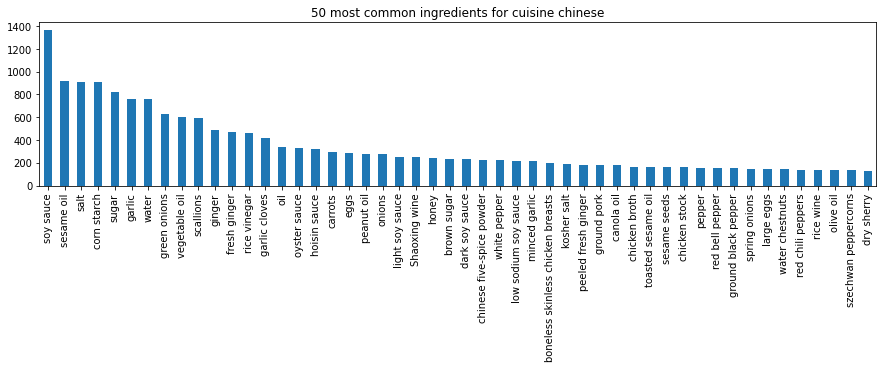 50 most common ingredients for cuisine chinese
1400
1200
1000
800
600
400
200
0
soy sauce
sesame oil
salt
corn starch
sugar
garlic
water
green onions
vegetable oil
scallions
ginger
fresh ginger
rice vinegar
garlic cloves
oil
oyster sauce
hoisin sauce
carrots
eggs
peanut oil
onions
light soy sauce
Shaoxing wine
honey
brown sugar
dark soy sauce
chinese five-spice powder
white pepper
low sodium soy sauce
minced garlic
boneless skinless chicken breasts
kosher salt
peeled fresh ginger
ground pork
canola oil
chicken broth
toasted sesame oil
sesame seeds
chicken stock
pepper
red bell pepper
ground black pepper
spring onions
large eggs
water chestnuts
red chili peppers
rice wine
olive oil
szechwan peppercorns
dry sherry